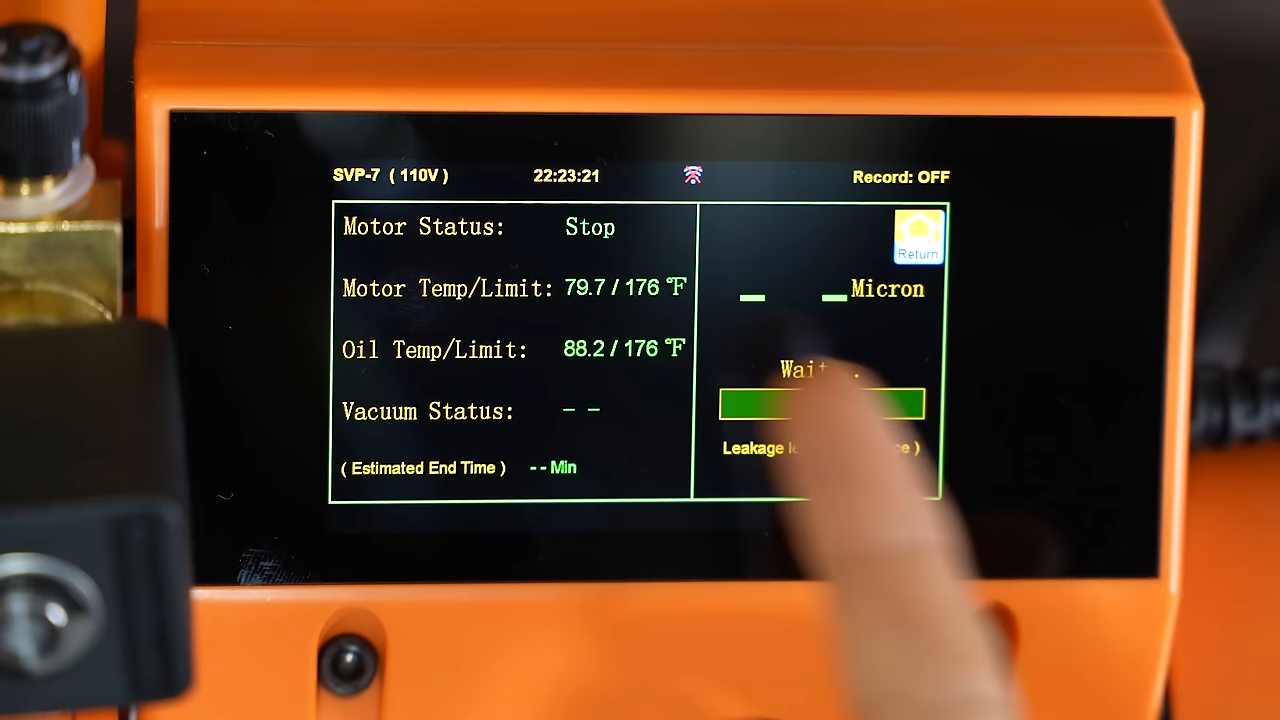 SVP-7 ( 110V ) 22:23:21 Record: OFF
Motor Status: Stop
Return
Motor Temp/Limit: 79.7 / 176 ℉
Micron
Oil Temp/Limit: 88.2 / 176 ℉
Wait
Vacuum Status: – –
Leakage
( Estimated End Time ) - - Min